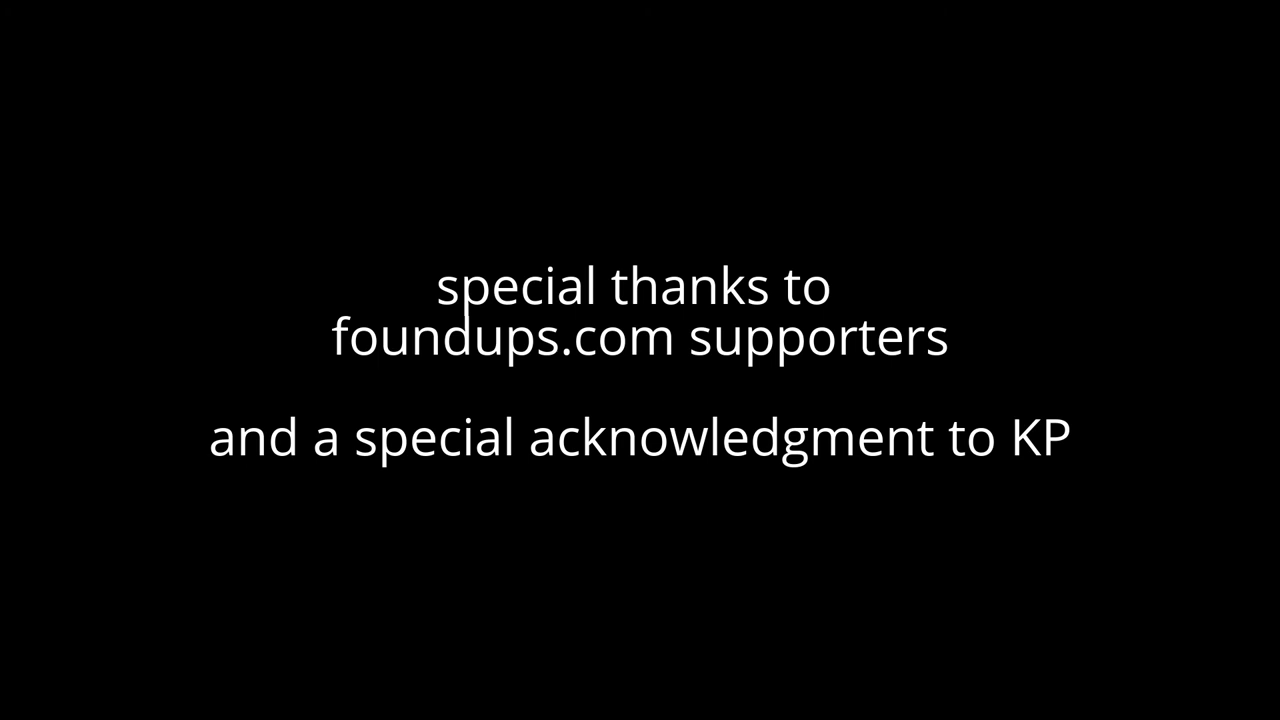 special thanks to
foundups.com supporters
and a special acknowledgment to KP